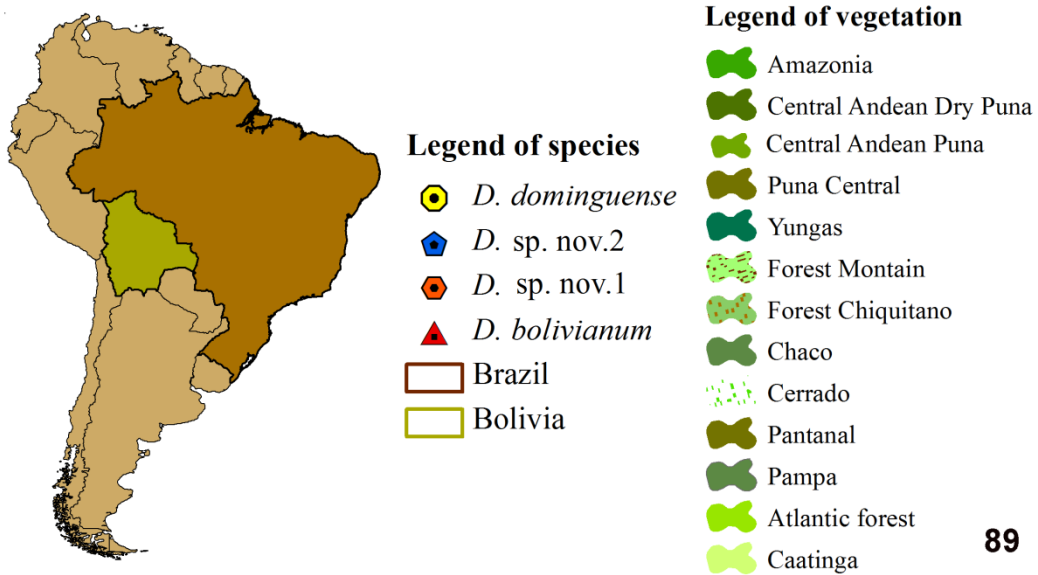 Legend of species
D. dominguense
D. sp. nov.2
D. sp. nov.1
D. bolivianum
Brazil
Bolivia
Legend of vegetation
Amazonia
Central Andean Dry Puna
Central Andean Puna
Puna Central
Yungas
Forest Montain
Forest Chiquitano
Chaco
Cerrado
Pantanal
Pampa
Atlantic forest
Caatinga
89